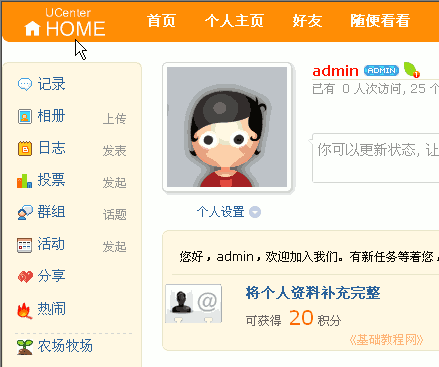 UCenter
HOME
首页 个人主页 好友 随便看看
记录
相册 上传
日志 发表
投票 发起
群组 话题
活动 发起
分享
热闹
农场牧场
个人设置
admin ADMIN
已有 0 人次访问, 25 个
你可以更新状态, 让
您好，admin，欢迎加入我们。有新任务等着您，
@
将个人资料补充完整
可获得 20 积分
《基础教程网》